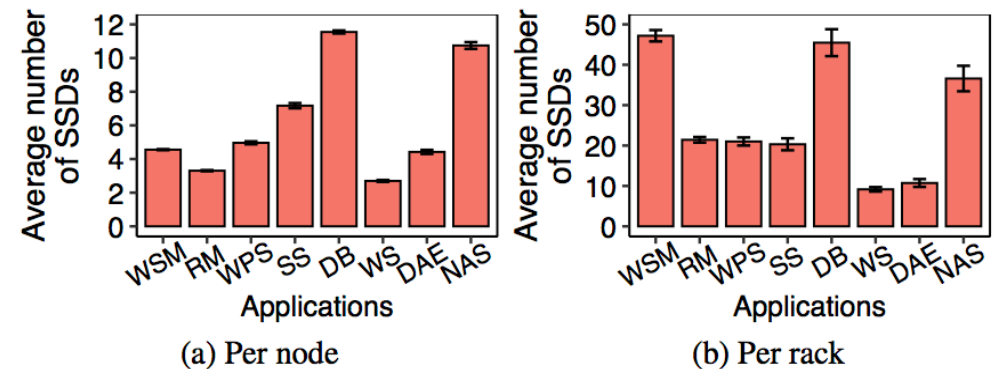 Average number
of SSDs
12
10
8
6
4
2
0
WSM RM WPS SS DB WS DAE NAS
Applications
(a) Per node
Average number
of SSDs
50
40
30
20
10
0
WSM RM WPS SS DB WS DAE NAS
Applications
(b) Per rack